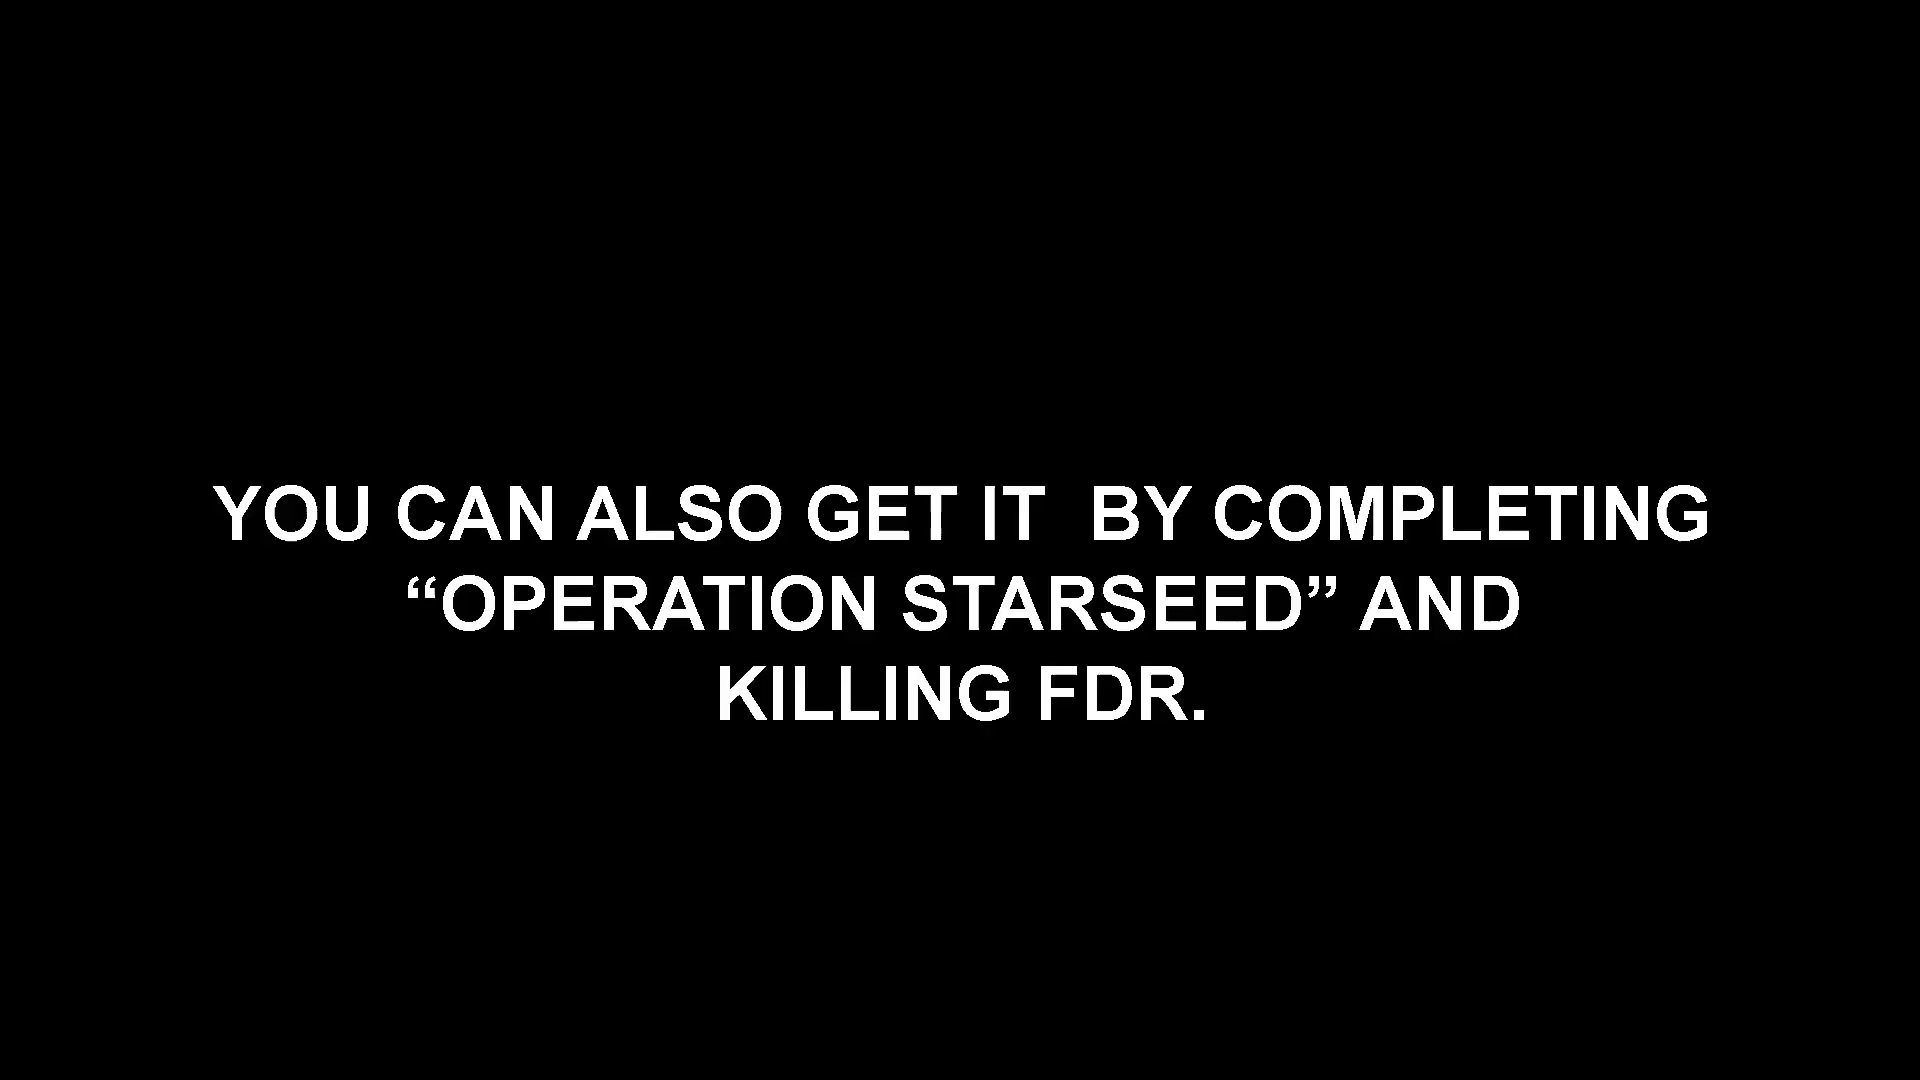 YOU CAN ALSO GET IT  BY COMPLETING
“OPERATION STARSEED” AND
KILLING FDR.